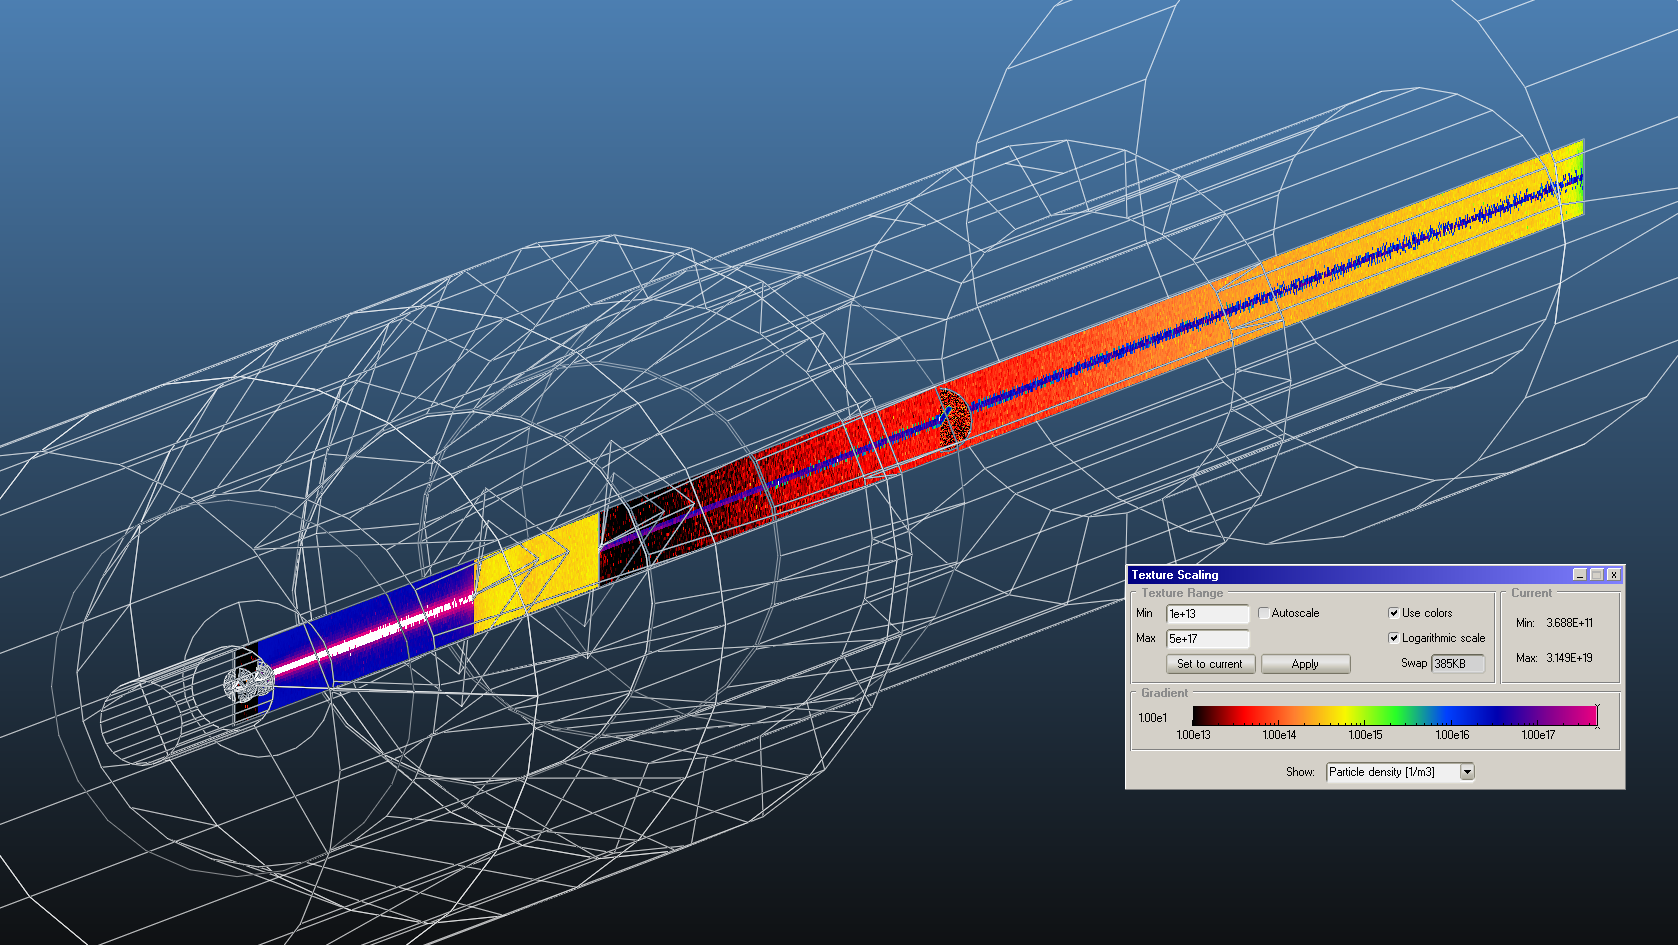 Texture Scaling
Texture Range
Min 1e+13 Autoscale Use colors
Max 5e+17 Logarithmic scale
Set to current Apply Swap 385KB
Current
Min: 3.688E+11
Max: 3.149E+19
Gradient
1.00e1
1.00e13 1.00e14 1.00e15 1.00e16 1.00e17
Show: Particle density [1/m3]